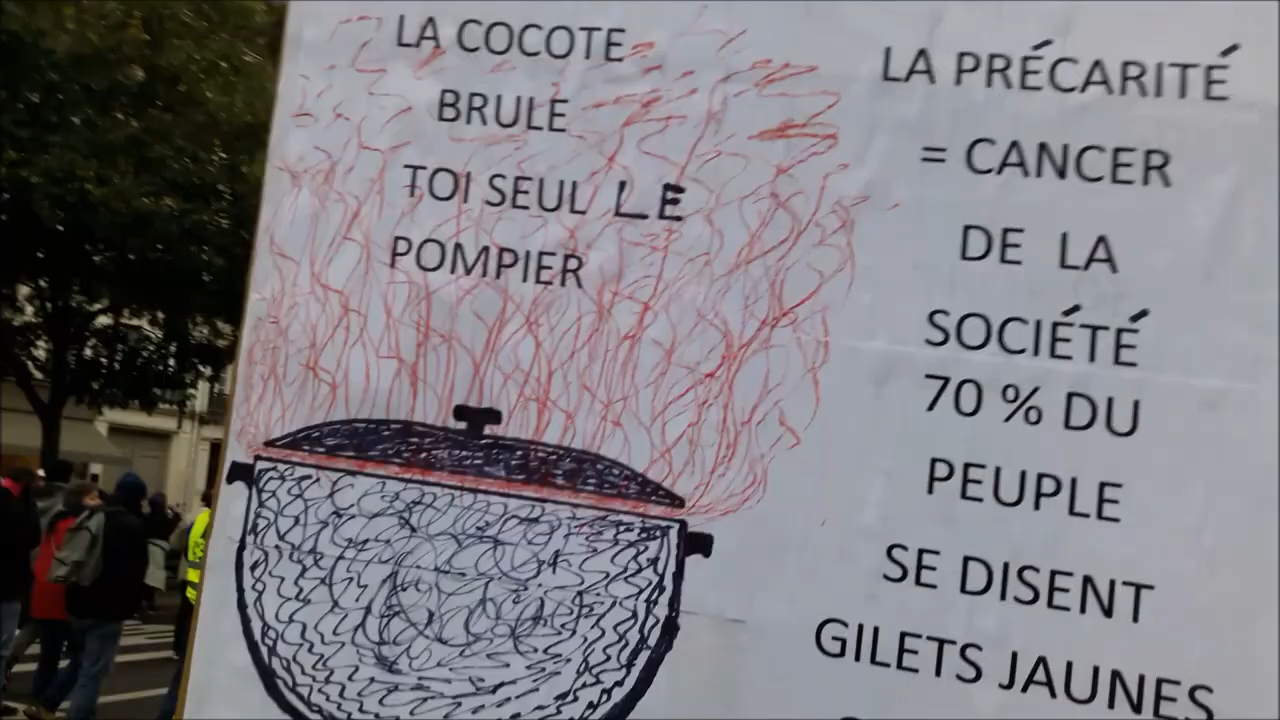 LA COCOTE
BRULE
TOI SEUL LE
POMPIER
LA PRÉCARITÉ
= CANCER
DE LA
SOCIÉTÉ
70 % DU
PEUPLE
SE DISENT
GILETS JAUNES